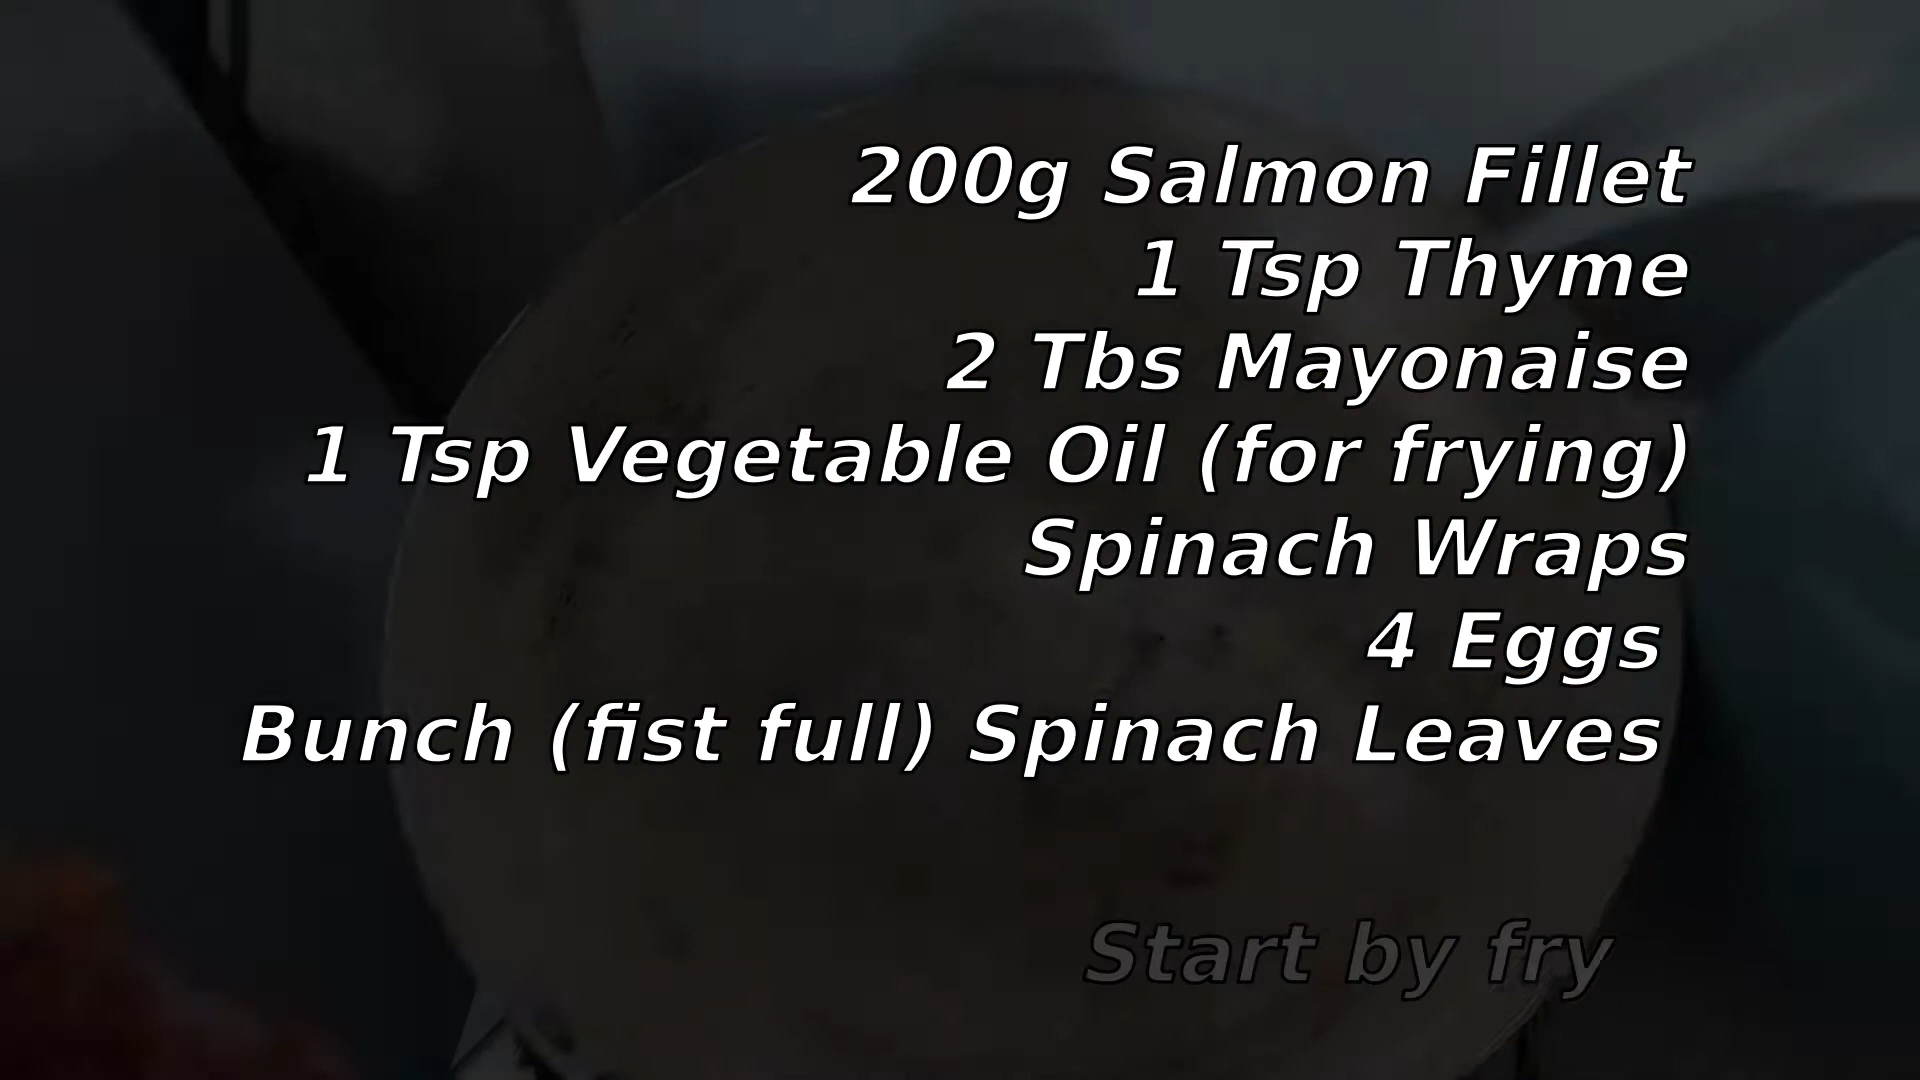 200g Salmon Fillet
1 Tsp Thyme
2 Tbs Mayonaise
1 Tsp Vegetable Oil (for frying)
Spinach Wraps
4 Eggs
Bunch (fist full) Spinach Leaves
Start by fry